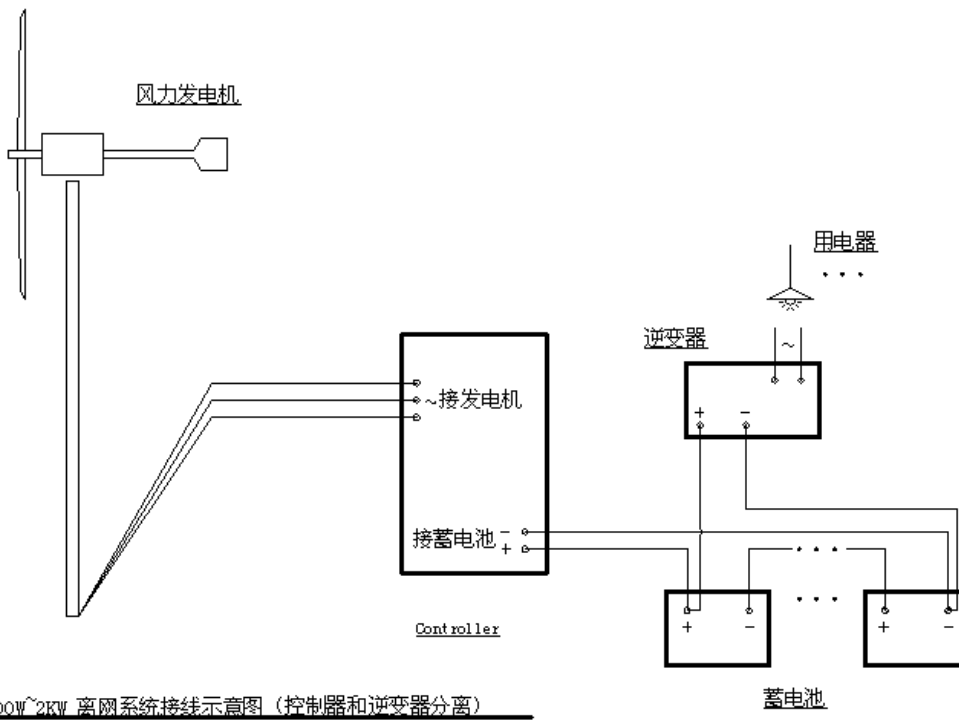 风力发电机
用电器
逆变器
~
~接发电机
+ -
接蓄电池 -
+
+ - + -
Controller
蓄电池
00W~2KW 离网系统接线示意图（控制器和逆变器分离）